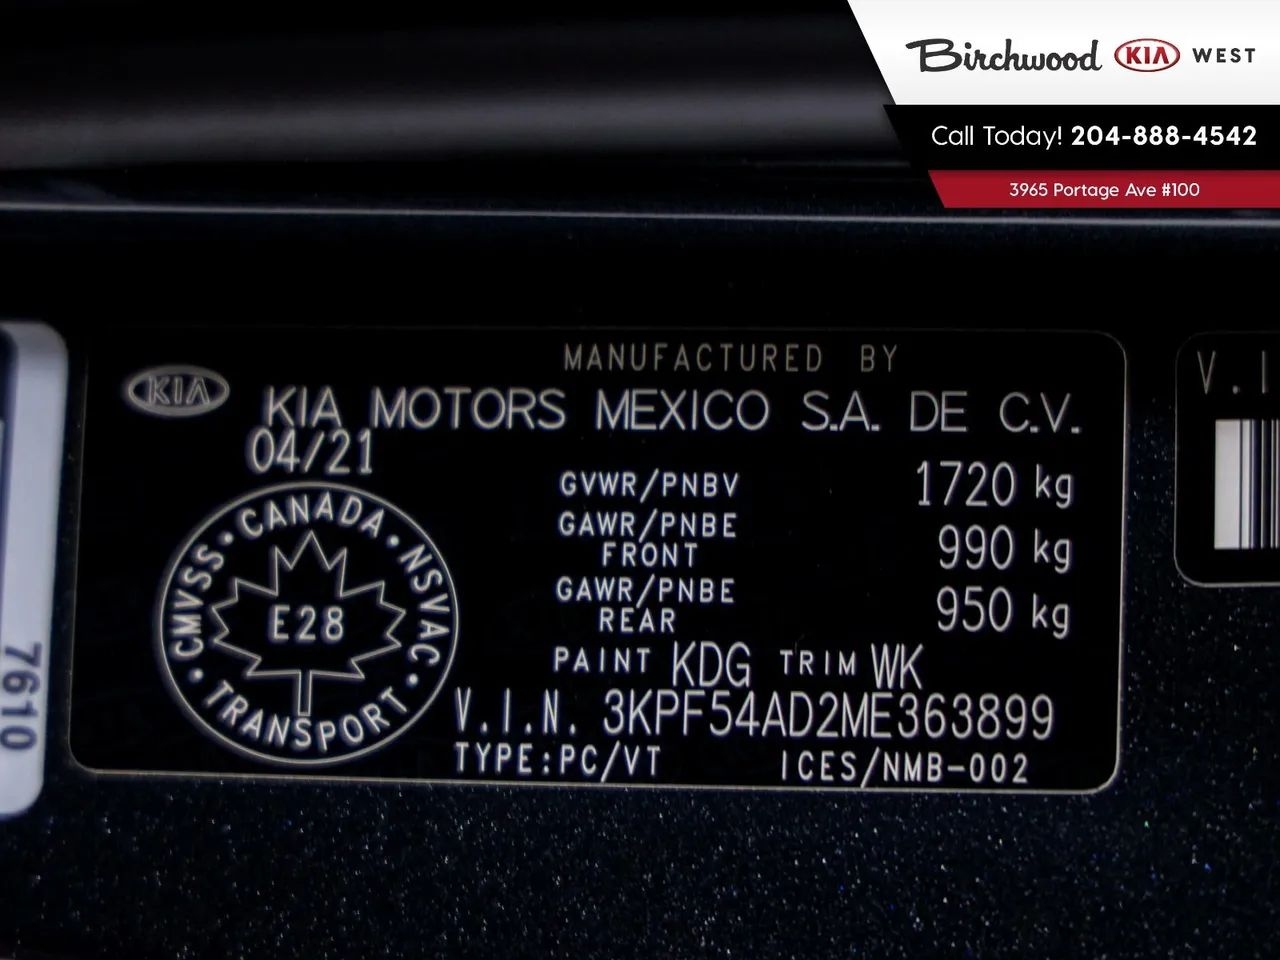 Birchwood KIA WEST
Call Today! 204-888-4542
3965 Portage Ave #100
MANUFACTURED BY
KIA
KIA MOTORS MEXICO S.A. DE C.V.
04/21
GVWR/PNBV 1720 kg
GAWR/PNBE
FRONT 990 kg
GAWR/PNBE
REAR 950 kg
PAINT KDG TRIM WK
V.I.N. 3KPF54AD2ME363899
TYPE:PC/VT ICES/NMB-002
CANADA • NSVAC • TRANSPORT • CMVSS •
E28
7610
V.I